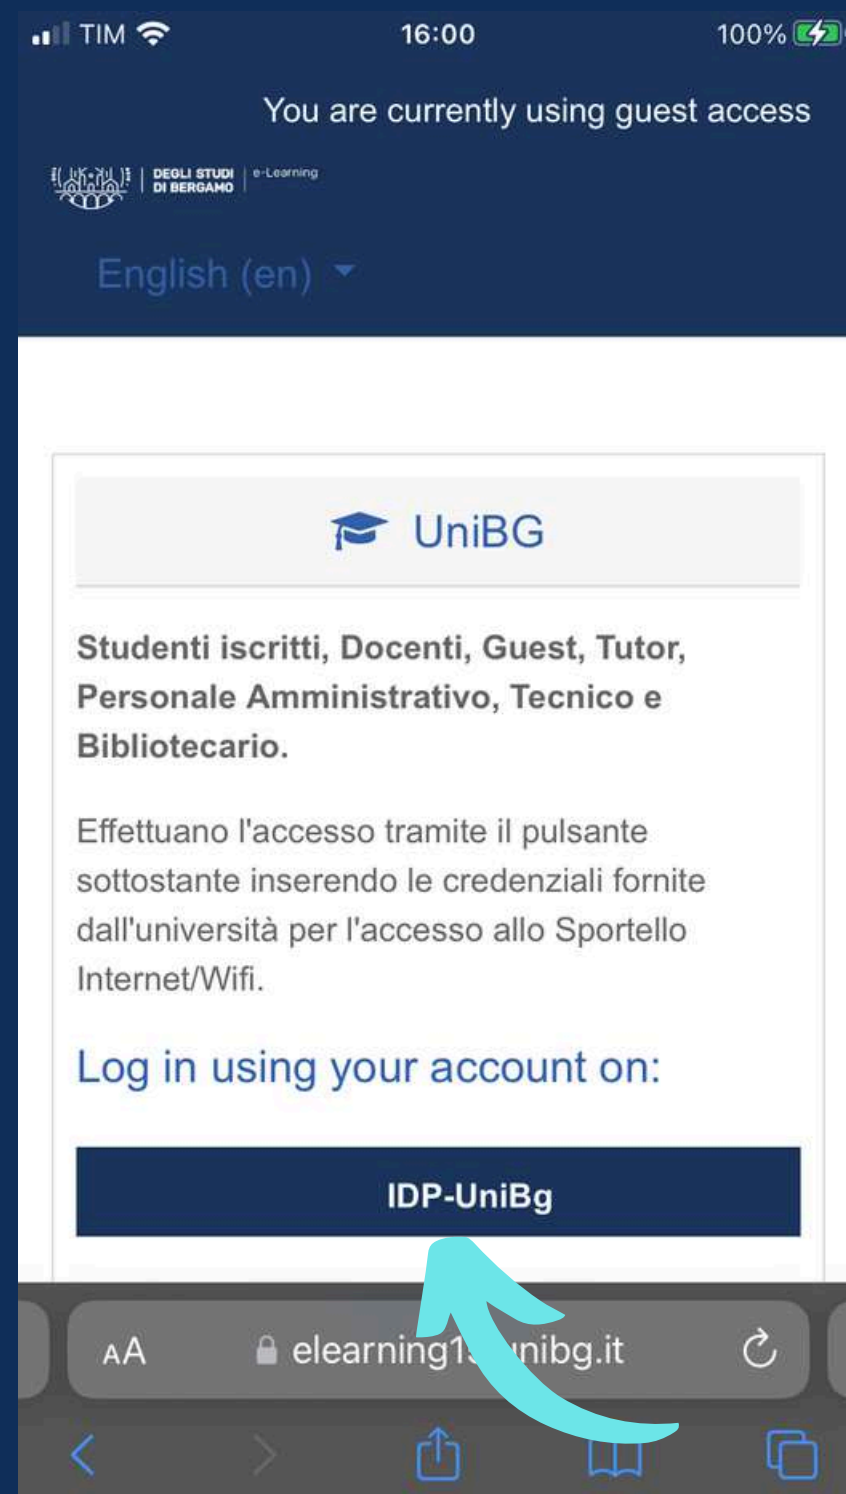 TIM 16:00 100%
You are currently using guest access
DEGLI STUDI
DI BERGAMO
e-Learning
English (en)
UniBG
Studenti iscritti, Docenti, Guest, Tutor,
Personale Amministrativo, Tecnico e
Bibliotecario.
Effettuano l'accesso tramite il pulsante
sottostante inserendo le credenziali fornite
dall'università per l'accesso allo Sportello
Internet/Wifi.
Log in using your account on:
IDP-UniBg
AA